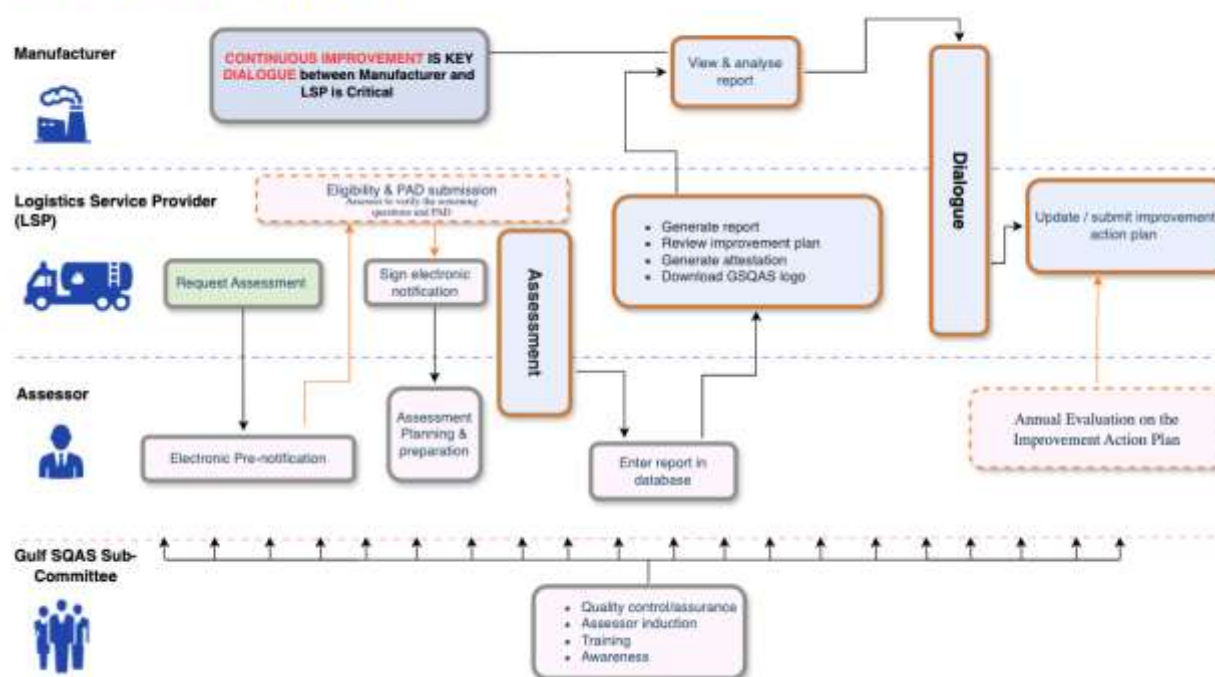 Manufacturer
CONTINUOUS IMPROVEMENT IS KEY
DIALOGUE between Manufacturer and
LSP is Critical
View & analyse
report
Dialogue
Logistics Service Provider
(LSP)
Eligibility & PAD submission
Assessor to verify the screening
questions and PAD
Request Assessment
Sign electronic
notification
Assessment
• Generate report
• Review improvement plan
• Generate attestation
• Download GSQAS logo
Update / submit improvement
action plan
Assessor
Electronic Pre-notification
Assessment
Planning &
preparation
Enter report in
database
Annual Evaluation on the
Improvement Action Plan
Gulf SQAS Sub-
Committee
• Quality control/assurance
• Assessor induction
• Training
• Awareness